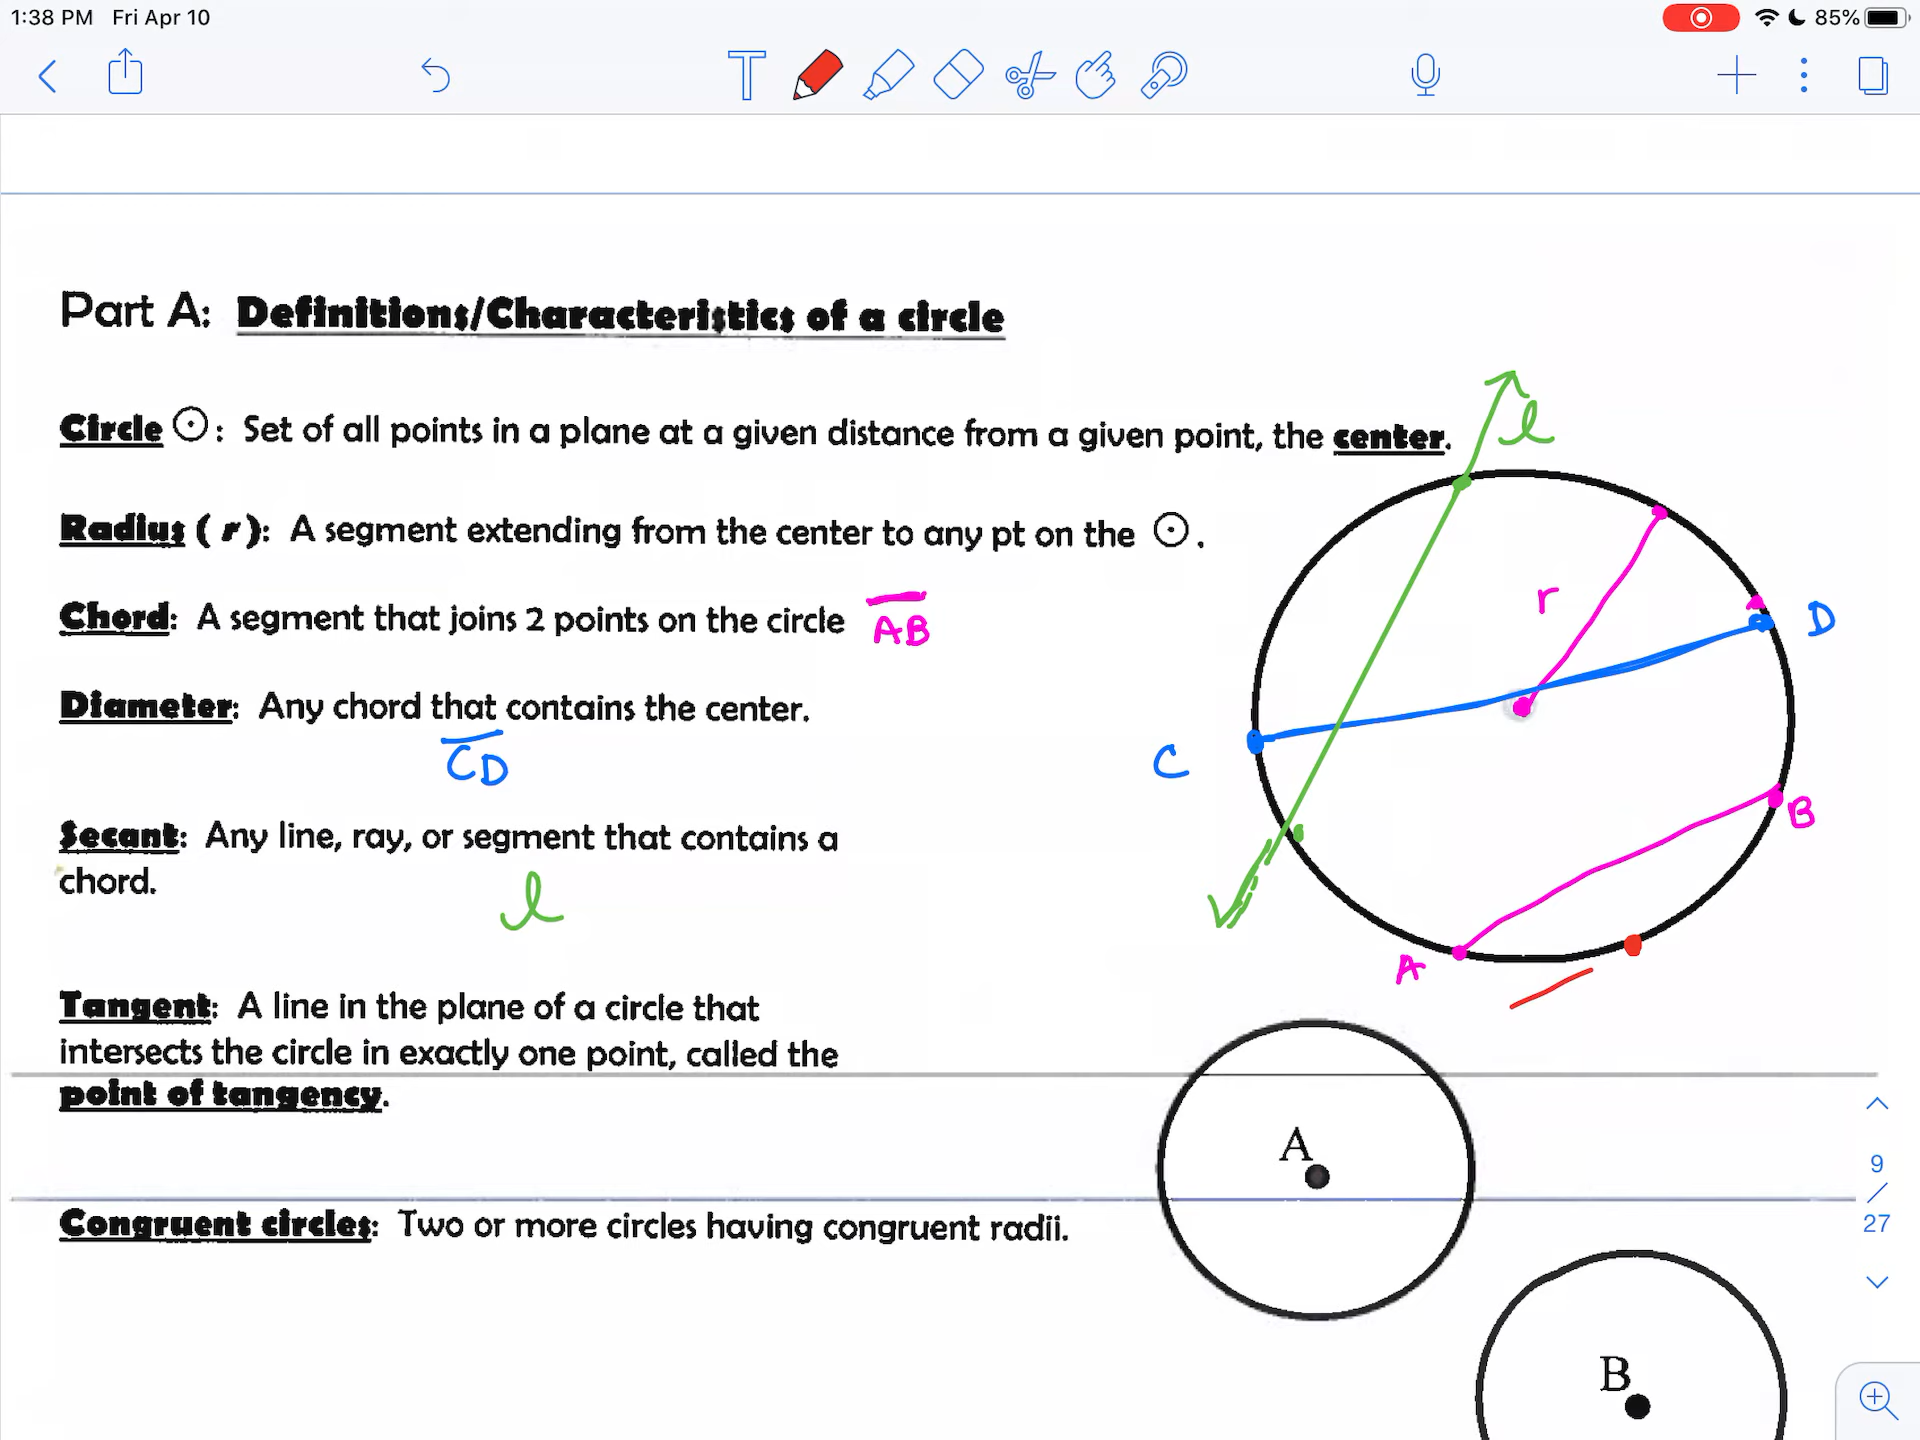 1:38 PM Fri Apr 10
85%
T
Part A: Definitions/Characteristics of a circle
Circle ⊙: Set of all points in a plane at a given distance from a given point, the center.
l
Radius ( r ): A segment extending from the center to any pt on the ⊙.
r
Chord: A segment that joins 2 points on the circle AB
D
Diameter: Any chord that contains the center.
CD
C
B
Secant: Any line, ray, or segment that contains a
chord.
l
A
Tangent: A line in the plane of a circle that
intersects the circle in exactly one point, called the
point of tangency.
A
9
/
27
Congruent circles: Two or more circles having congruent radii.
B